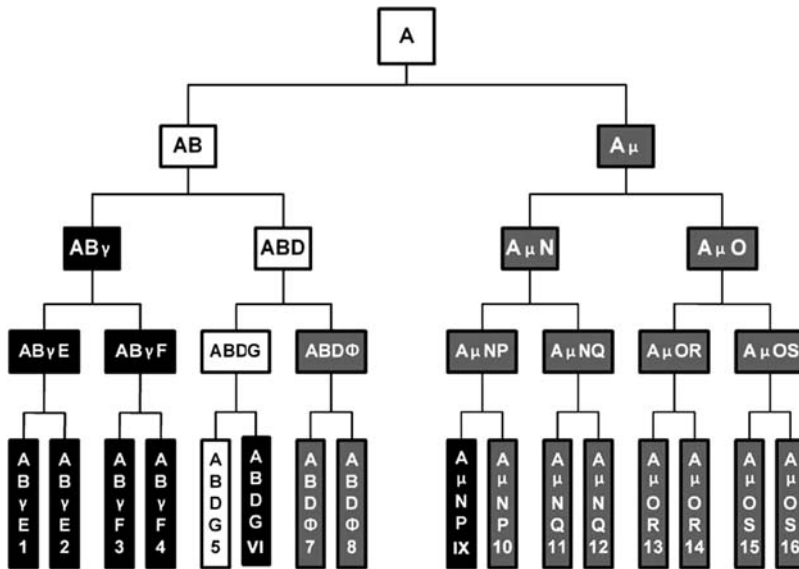 A
AB Aμ
ABγ ABD AμN AμO
ABγE ABγF ABDG ABDΦ AμNP AμNQ AμOR AμOS
ABγE1 ABγE2 ABγF3 ABγF4 ABDG5 ABDGVI ABDΦ7 ABDΦ8 AμNPIX AμNP10 AμNQ11 AμNQ12 AμOR13 AμOR14 AμOS15 AμOS16